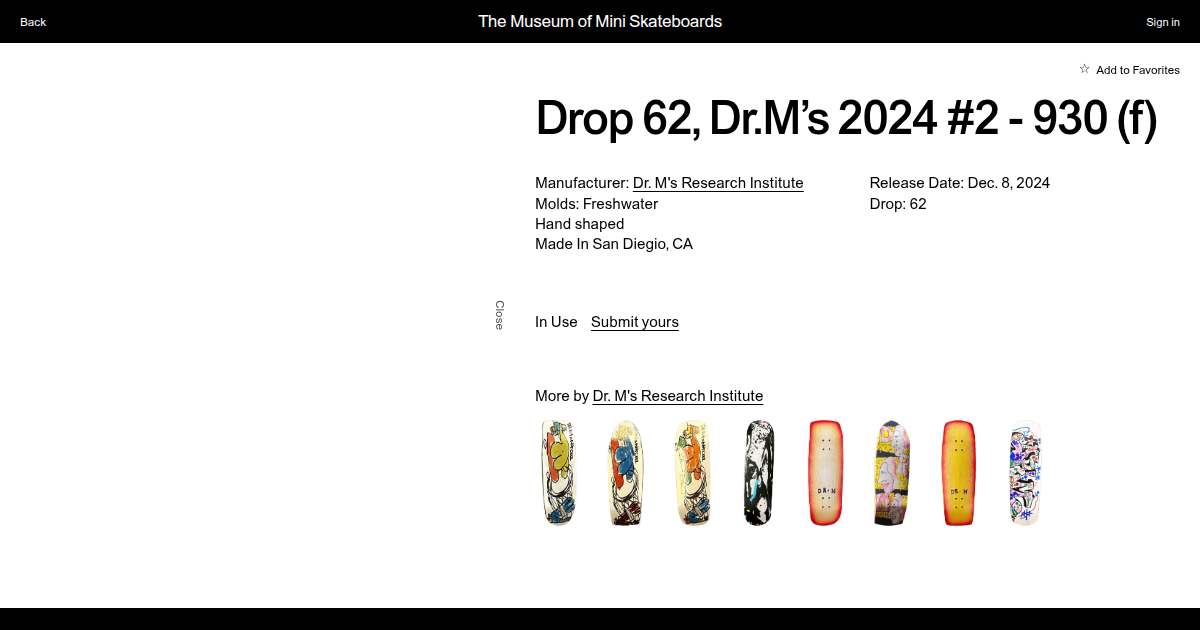 Back
The Museum of Mini Skateboards
Sign in
☆ Add to Favorites
Drop 62, Dr.M’s 2024 #2 - 930 (f)
Manufacturer: Dr. M's Research Institute
Molds: Freshwater
Hand shaped
Made In San Diegio, CA
Release Date: Dec. 8, 2024
Drop: 62
Close
In Use Submit yours
More by Dr. M's Research Institute
DR.M
DR.M